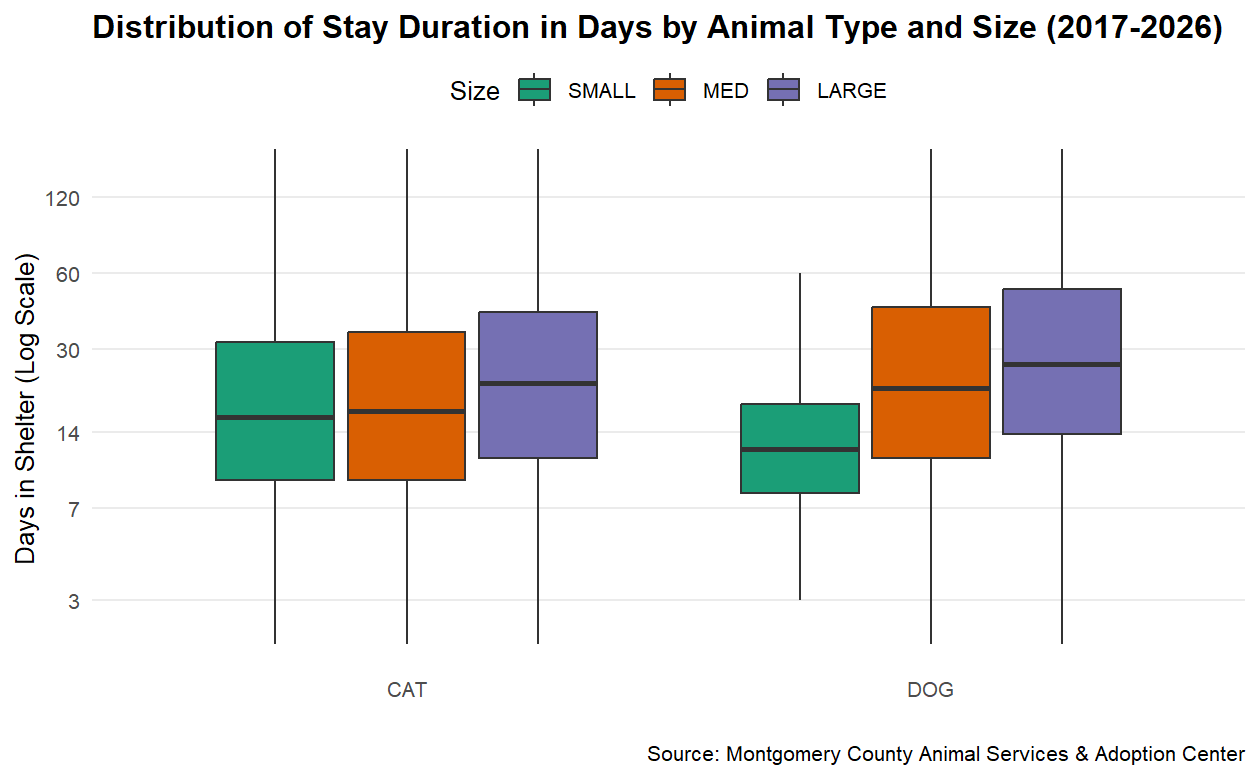 Distribution of Stay Duration in Days by Animal Type and Size (2017-2026)
Size SMALL MED LARGE
Days in Shelter (Log Scale)
120
60
30
14
7
3
CAT DOG
Source: Montgomery County Animal Services & Adoption Center